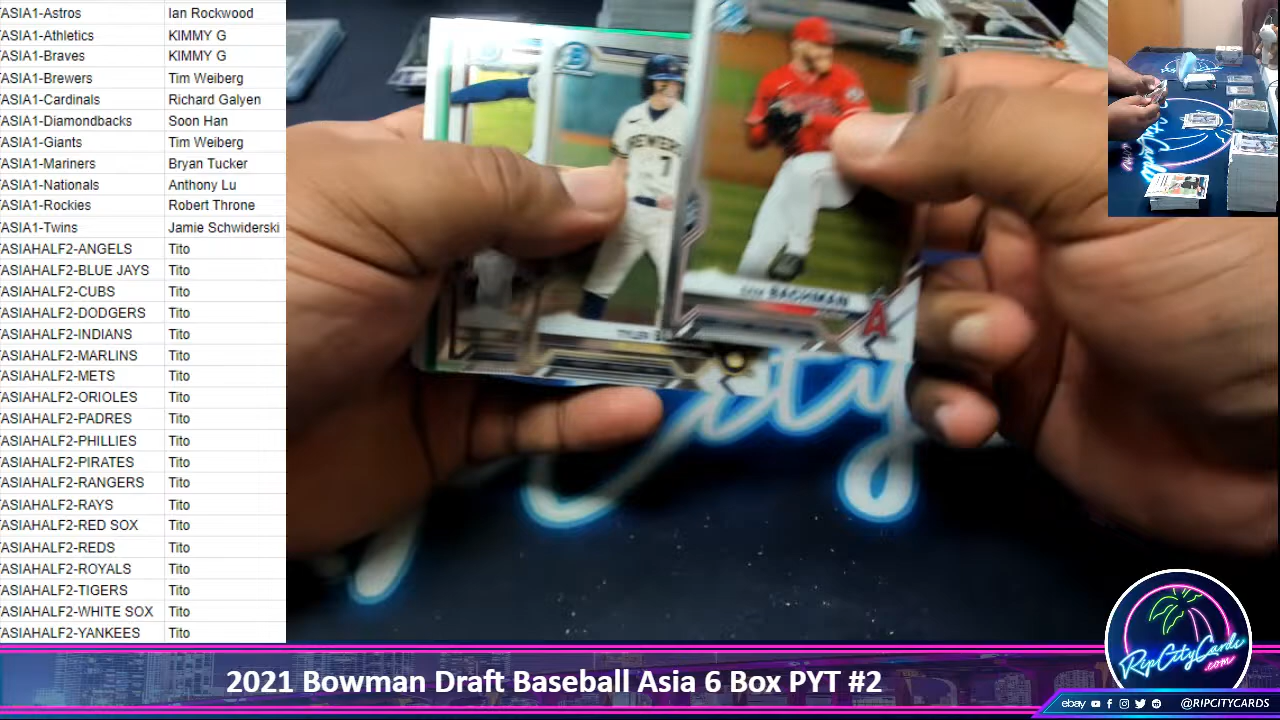 ASIA1-Astros Ian Rockwood
ASIA1-Athletics KIMMY G
ASIA1-Braves KIMMY G
ASIA1-Brewers Tim Weiberg
ASIA1-Cardinals Richard Galyen
ASIA1-Diamondbacks Soon Han
ASIA1-Giants Tim Weiberg
ASIA1-Mariners Bryan Tucker
ASIA1-Nationals Anthony Lu
ASIA1-Rockies Robert Throne
ASIA1-Twins Jamie Schwiderski
ASIAHALF2-ANGELS Tito
ASIAHALF2-BLUE JAYS Tito
ASIAHALF2-CUBS Tito
ASIAHALF2-DODGERS Tito
ASIAHALF2-INDIANS Tito
ASIAHALF2-MARLINS Tito
ASIAHALF2-METS Tito
ASIAHALF2-ORIOLES Tito
ASIAHALF2-PADRES Tito
ASIAHALF2-PHILLIES Tito
ASIAHALF2-PIRATES Tito
ASIAHALF2-RANGERS Tito
ASIAHALF2-RAYS Tito
ASIAHALF2-RED SOX Tito
ASIAHALF2-REDS Tito
ASIAHALF2-ROYALS Tito
ASIAHALF2-TIGERS Tito
ASIAHALF2-WHITE SOX Tito
ASIAHALF2-YANKEES Tito
7
BACHMAN
A
TYLER
City
RipCityCards
.com
2021 Bowman Draft Baseball Asia 6 Box PYT #2
ebay @RIPCITYCARDS